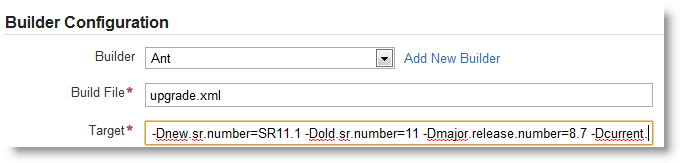 Builder Configuration
Builder Ant Add New Builder
Build File* upgrade.xml
Target* -Dnew.sr.number=SR11.1 -Dold.sr.number=11 -Dmajor.release.number=8.7 -Dcurrent.